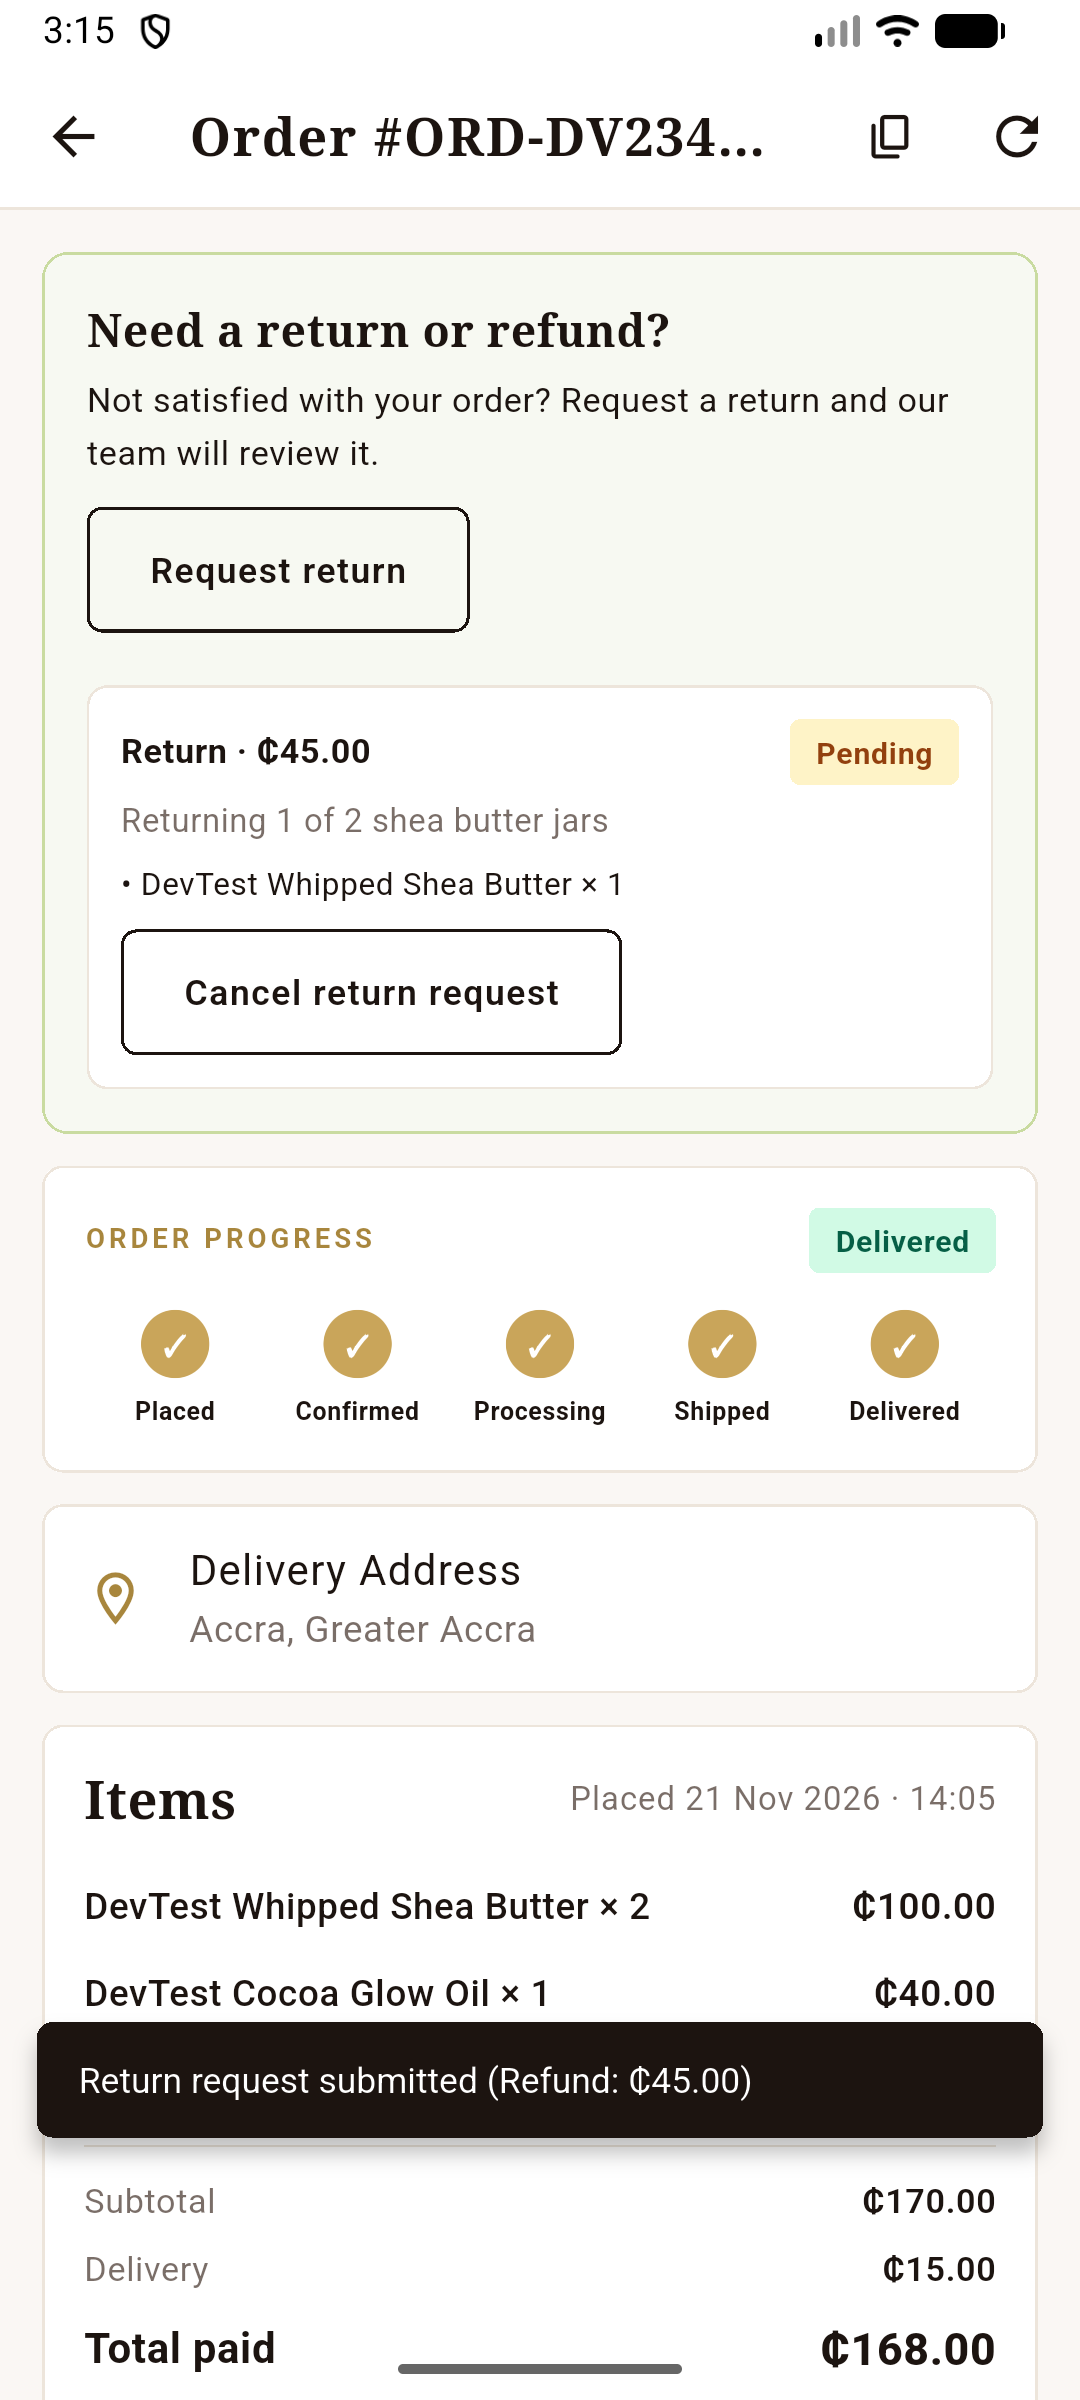 3:15
Order #ORD-DV234...
Need a return or refund?
Not satisfied with your order? Request a return and our
team will review it.
Request return
Return · ₵45.00
Pending
Returning 1 of 2 shea butter jars
• DevTest Whipped Shea Butter × 1
Cancel return request
ORDER PROGRESS
Delivered
✓ ✓ ✓ ✓ ✓
Placed Confirmed Processing Shipped Delivered
Delivery Address
Accra, Greater Accra
Items
Placed 21 Nov 2026 · 14:05
DevTest Whipped Shea Butter × 2 ₵100.00
DevTest Cocoa Glow Oil × 1 ₵40.00
Return request submitted (Refund: ₵45.00)
Subtotal ₵170.00
Delivery ₵15.00
Total paid ₵168.00